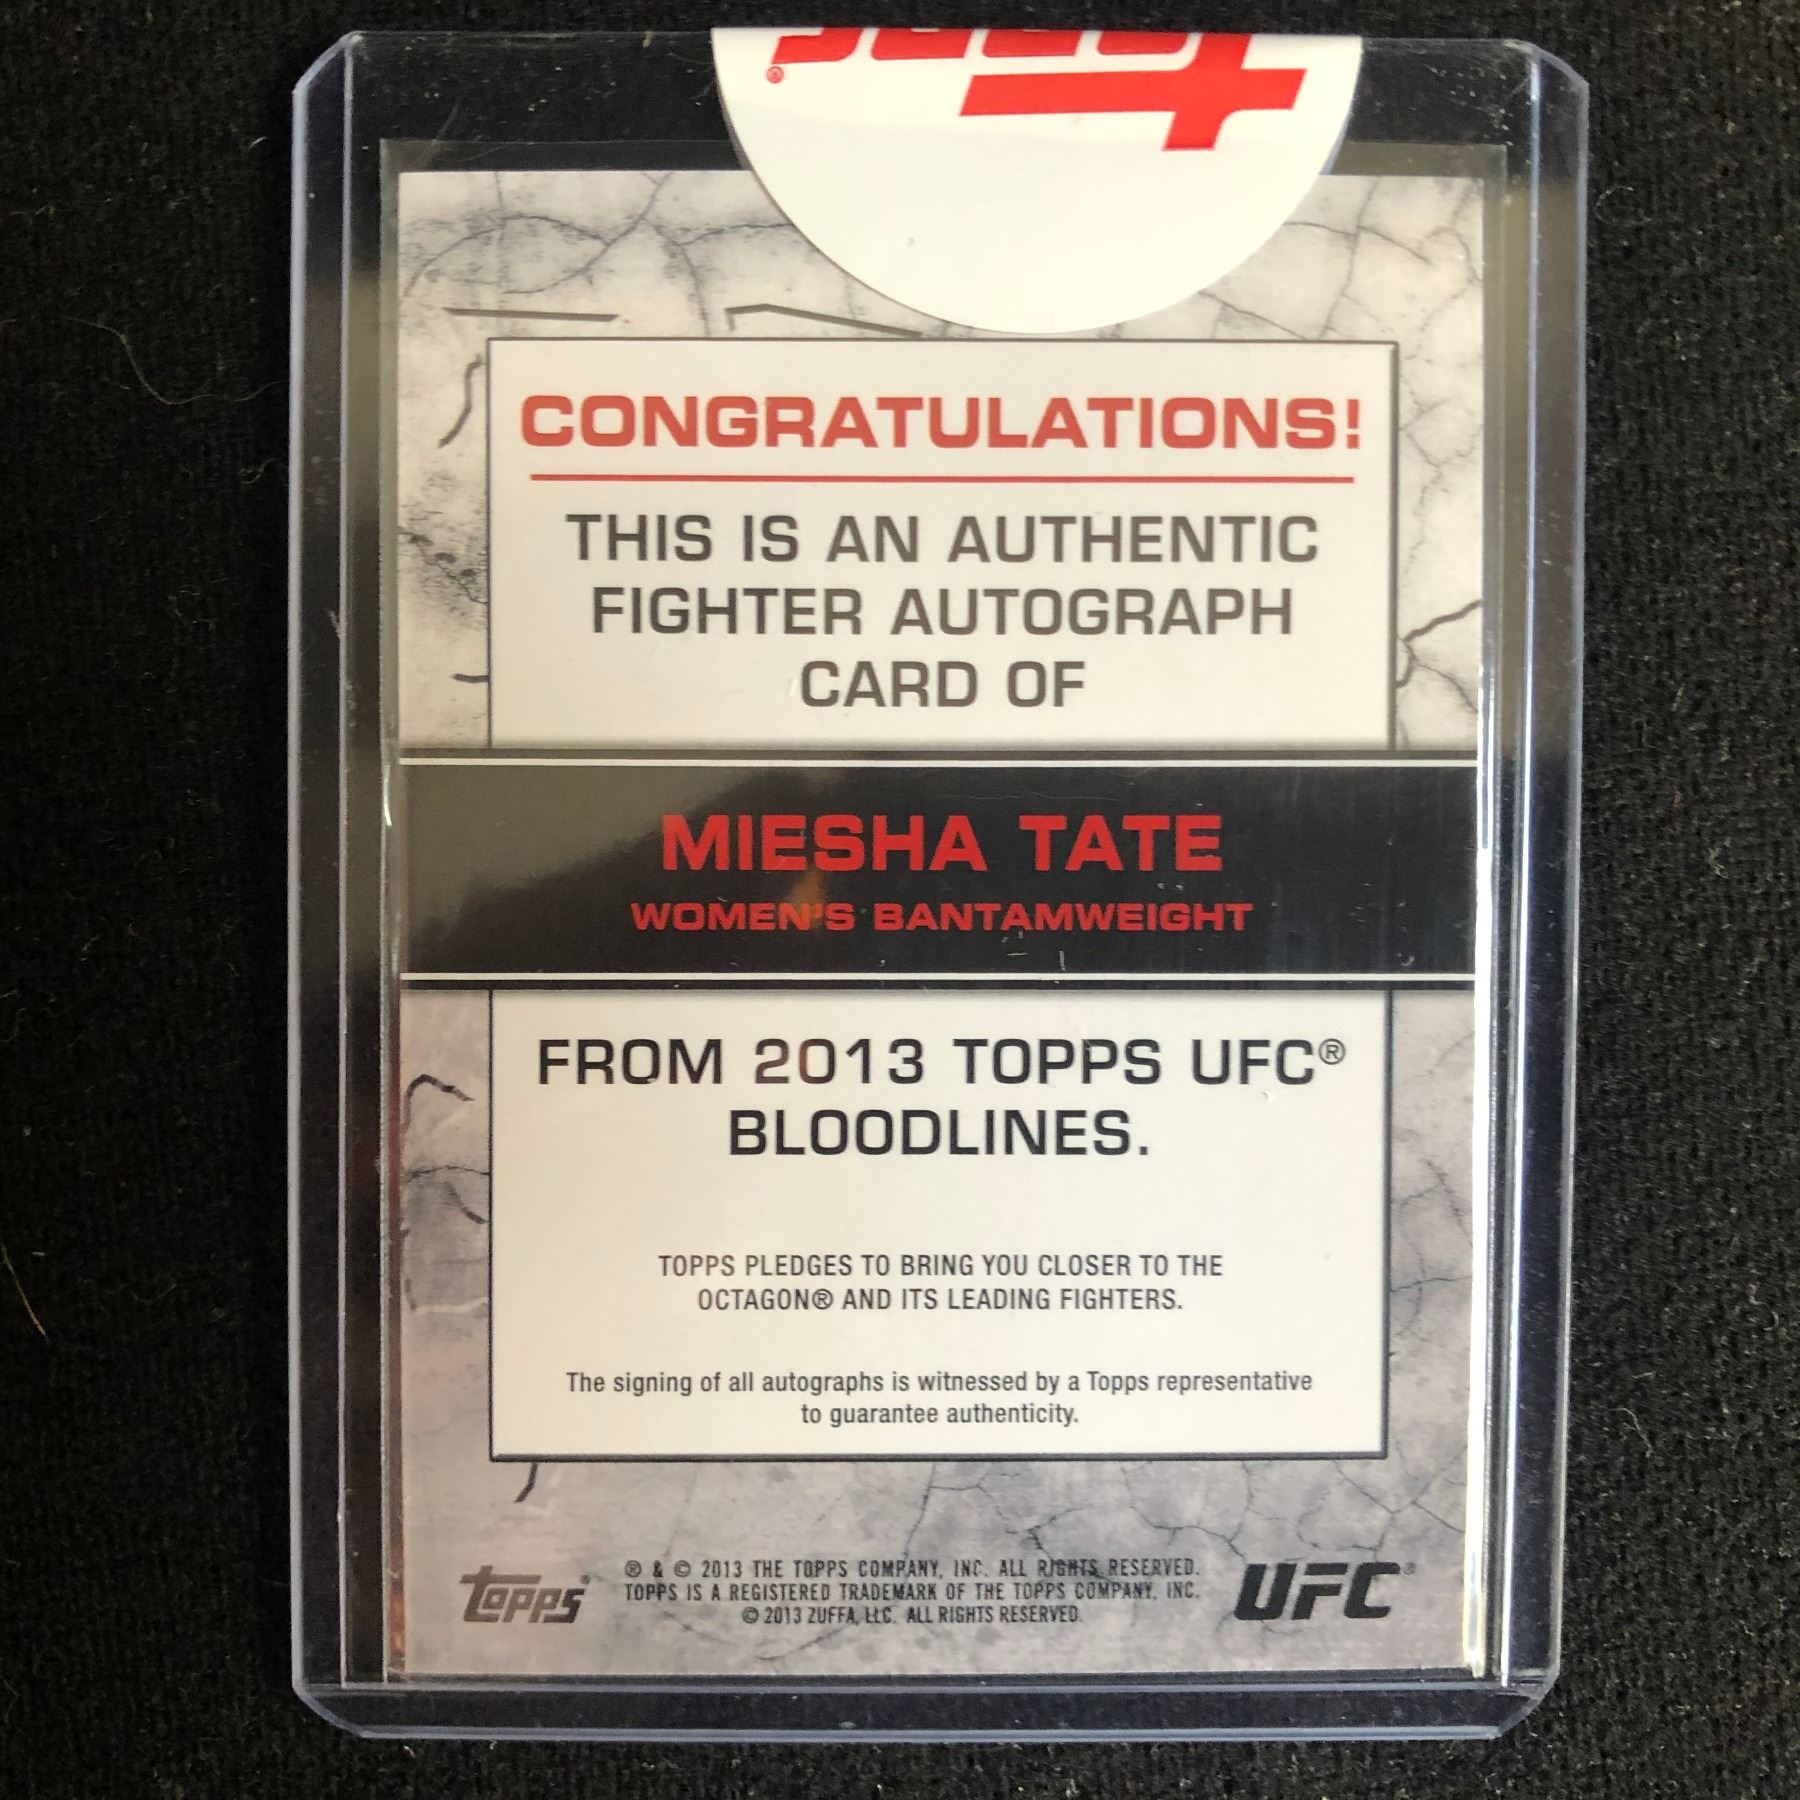 topps®
CONGRATULATIONS!
THIS IS AN AUTHENTIC
FIGHTER AUTOGRAPH
CARD OF
MIESHA TATE
WOMEN'S BANTAMWEIGHT
FROM 2013 TOPPS UFC®
BLOODLINES.
TOPPS PLEDGES TO BRING YOU CLOSER TO THE
OCTAGON® AND ITS LEADING FIGHTERS.
The signing of all autographs is witnessed by a Topps representative
to guarantee authenticity.
topps®
® & © 2013 THE TOPPS COMPANY, INC. ALL RIGHTS RESERVED.
TOPPS IS A REGISTERED TRADEMARK OF THE TOPPS COMPANY, INC.
© 2013 ZUFFA, LLC. ALL RIGHTS RESERVED.
UFC®